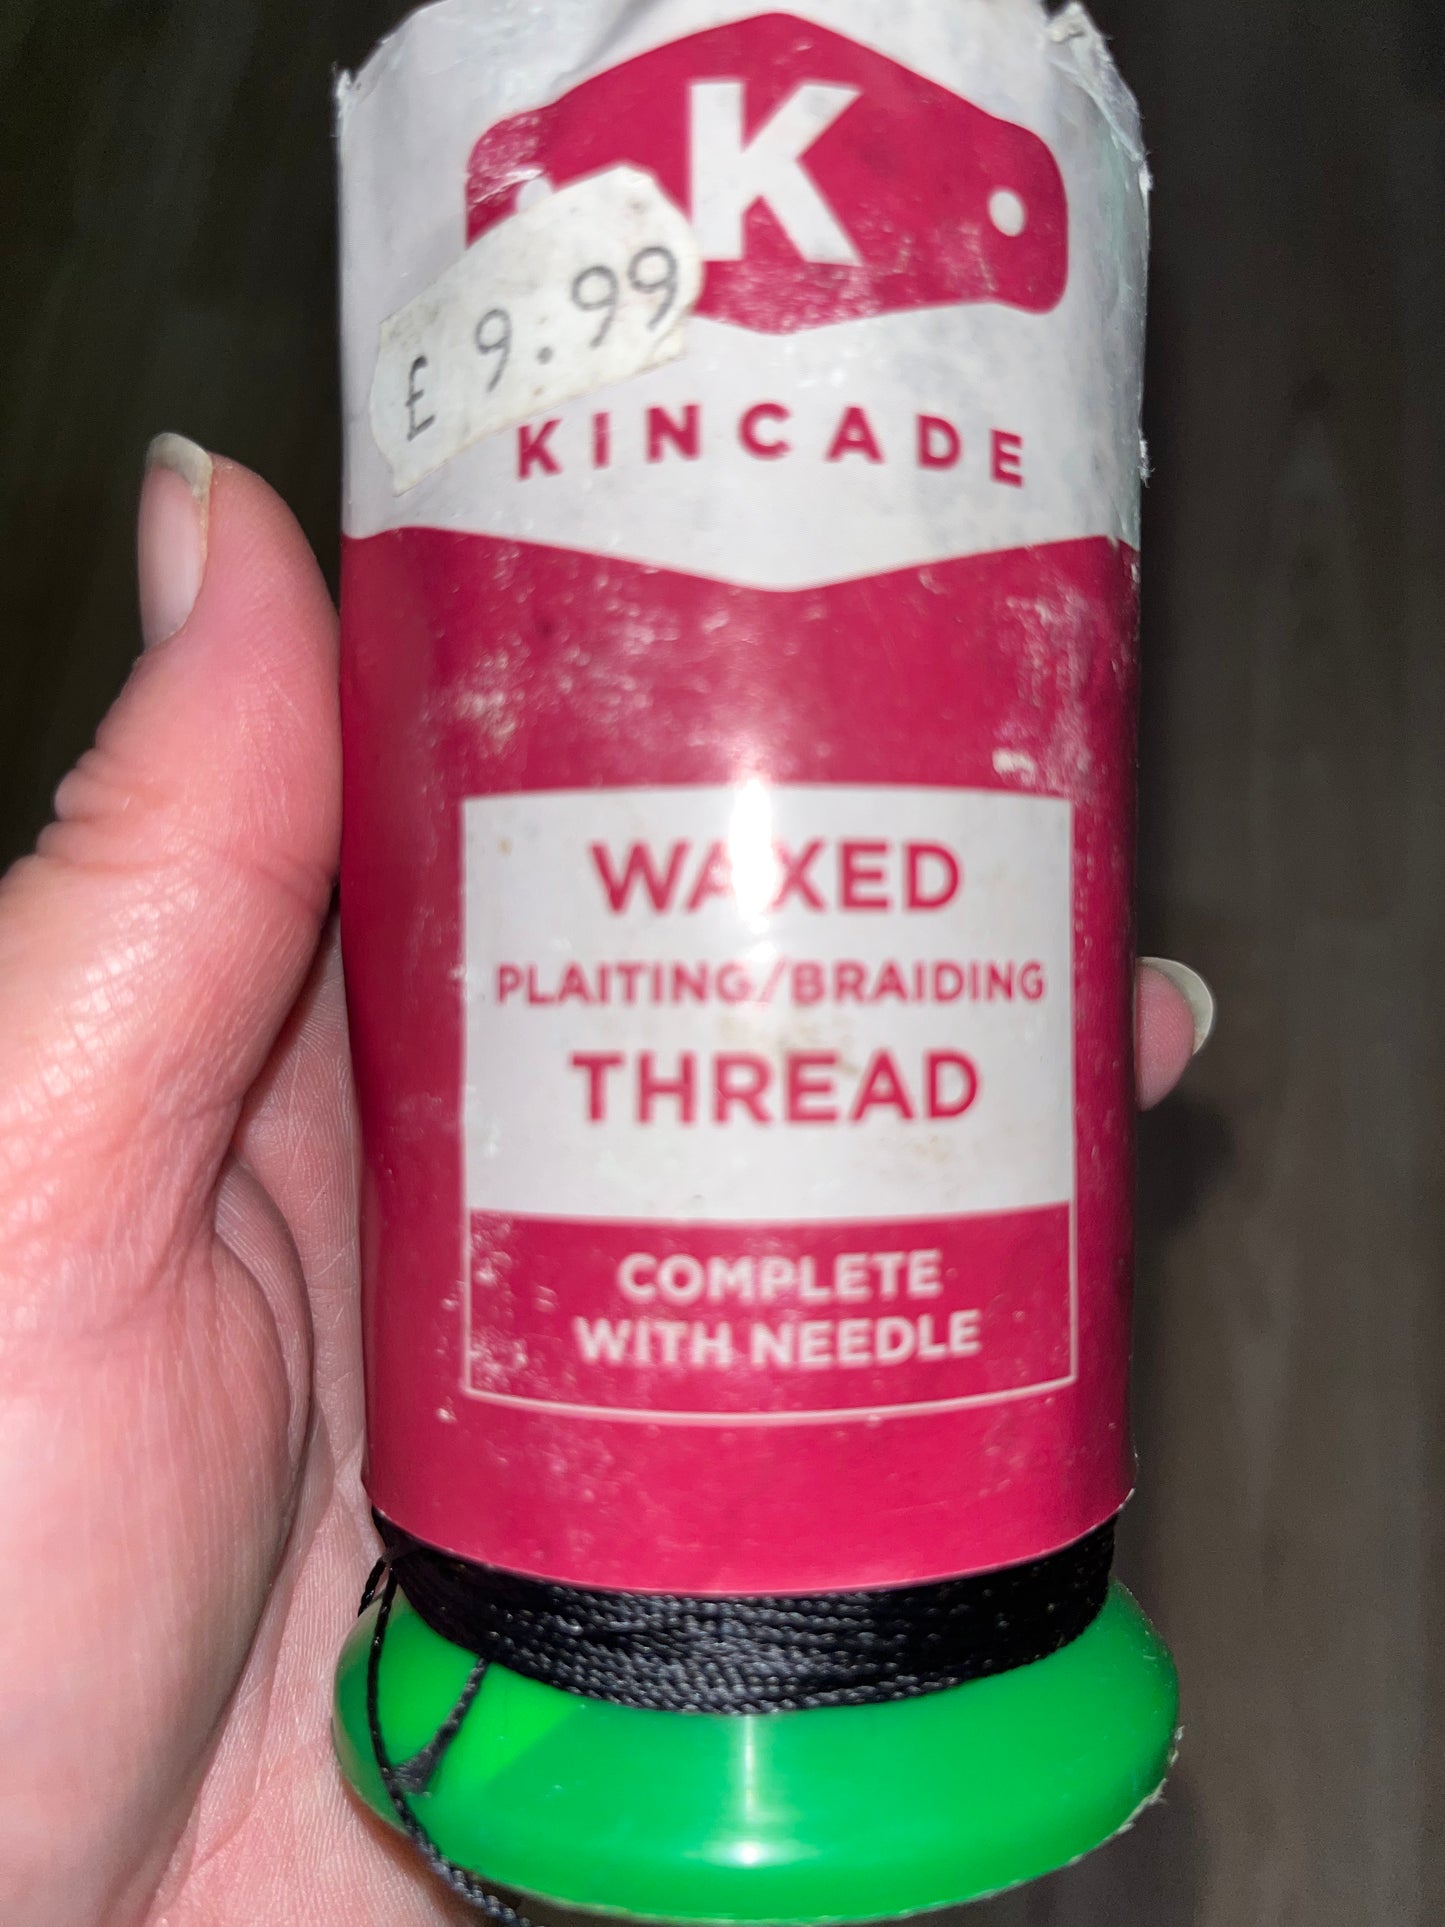 K
£ 9.99
KINCADE
WAXED
PLAITING/BRAIDING
THREAD
COMPLETE
WITH NEEDLE